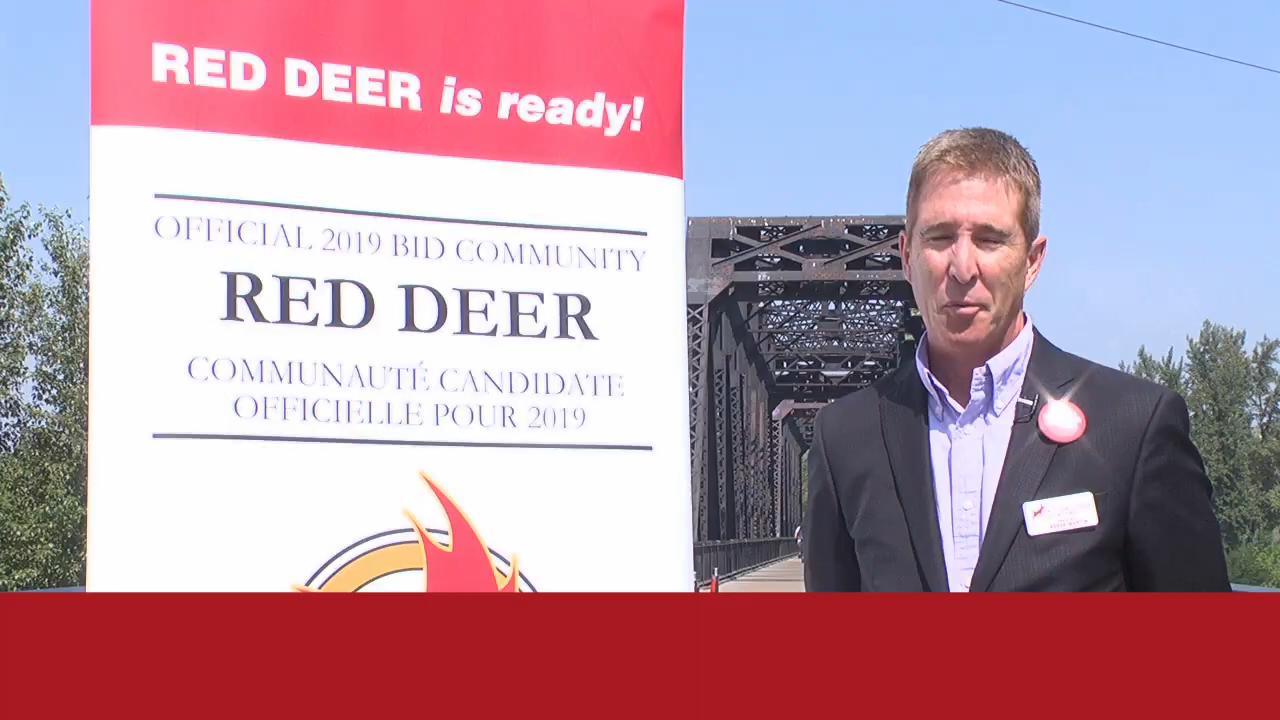 RED DEER is ready!
OFFICIAL 2019 BID COMMUNITY
RED DEER
COMMUNAUTÉ CANDIDATE
OFFICIELLE POUR 2019